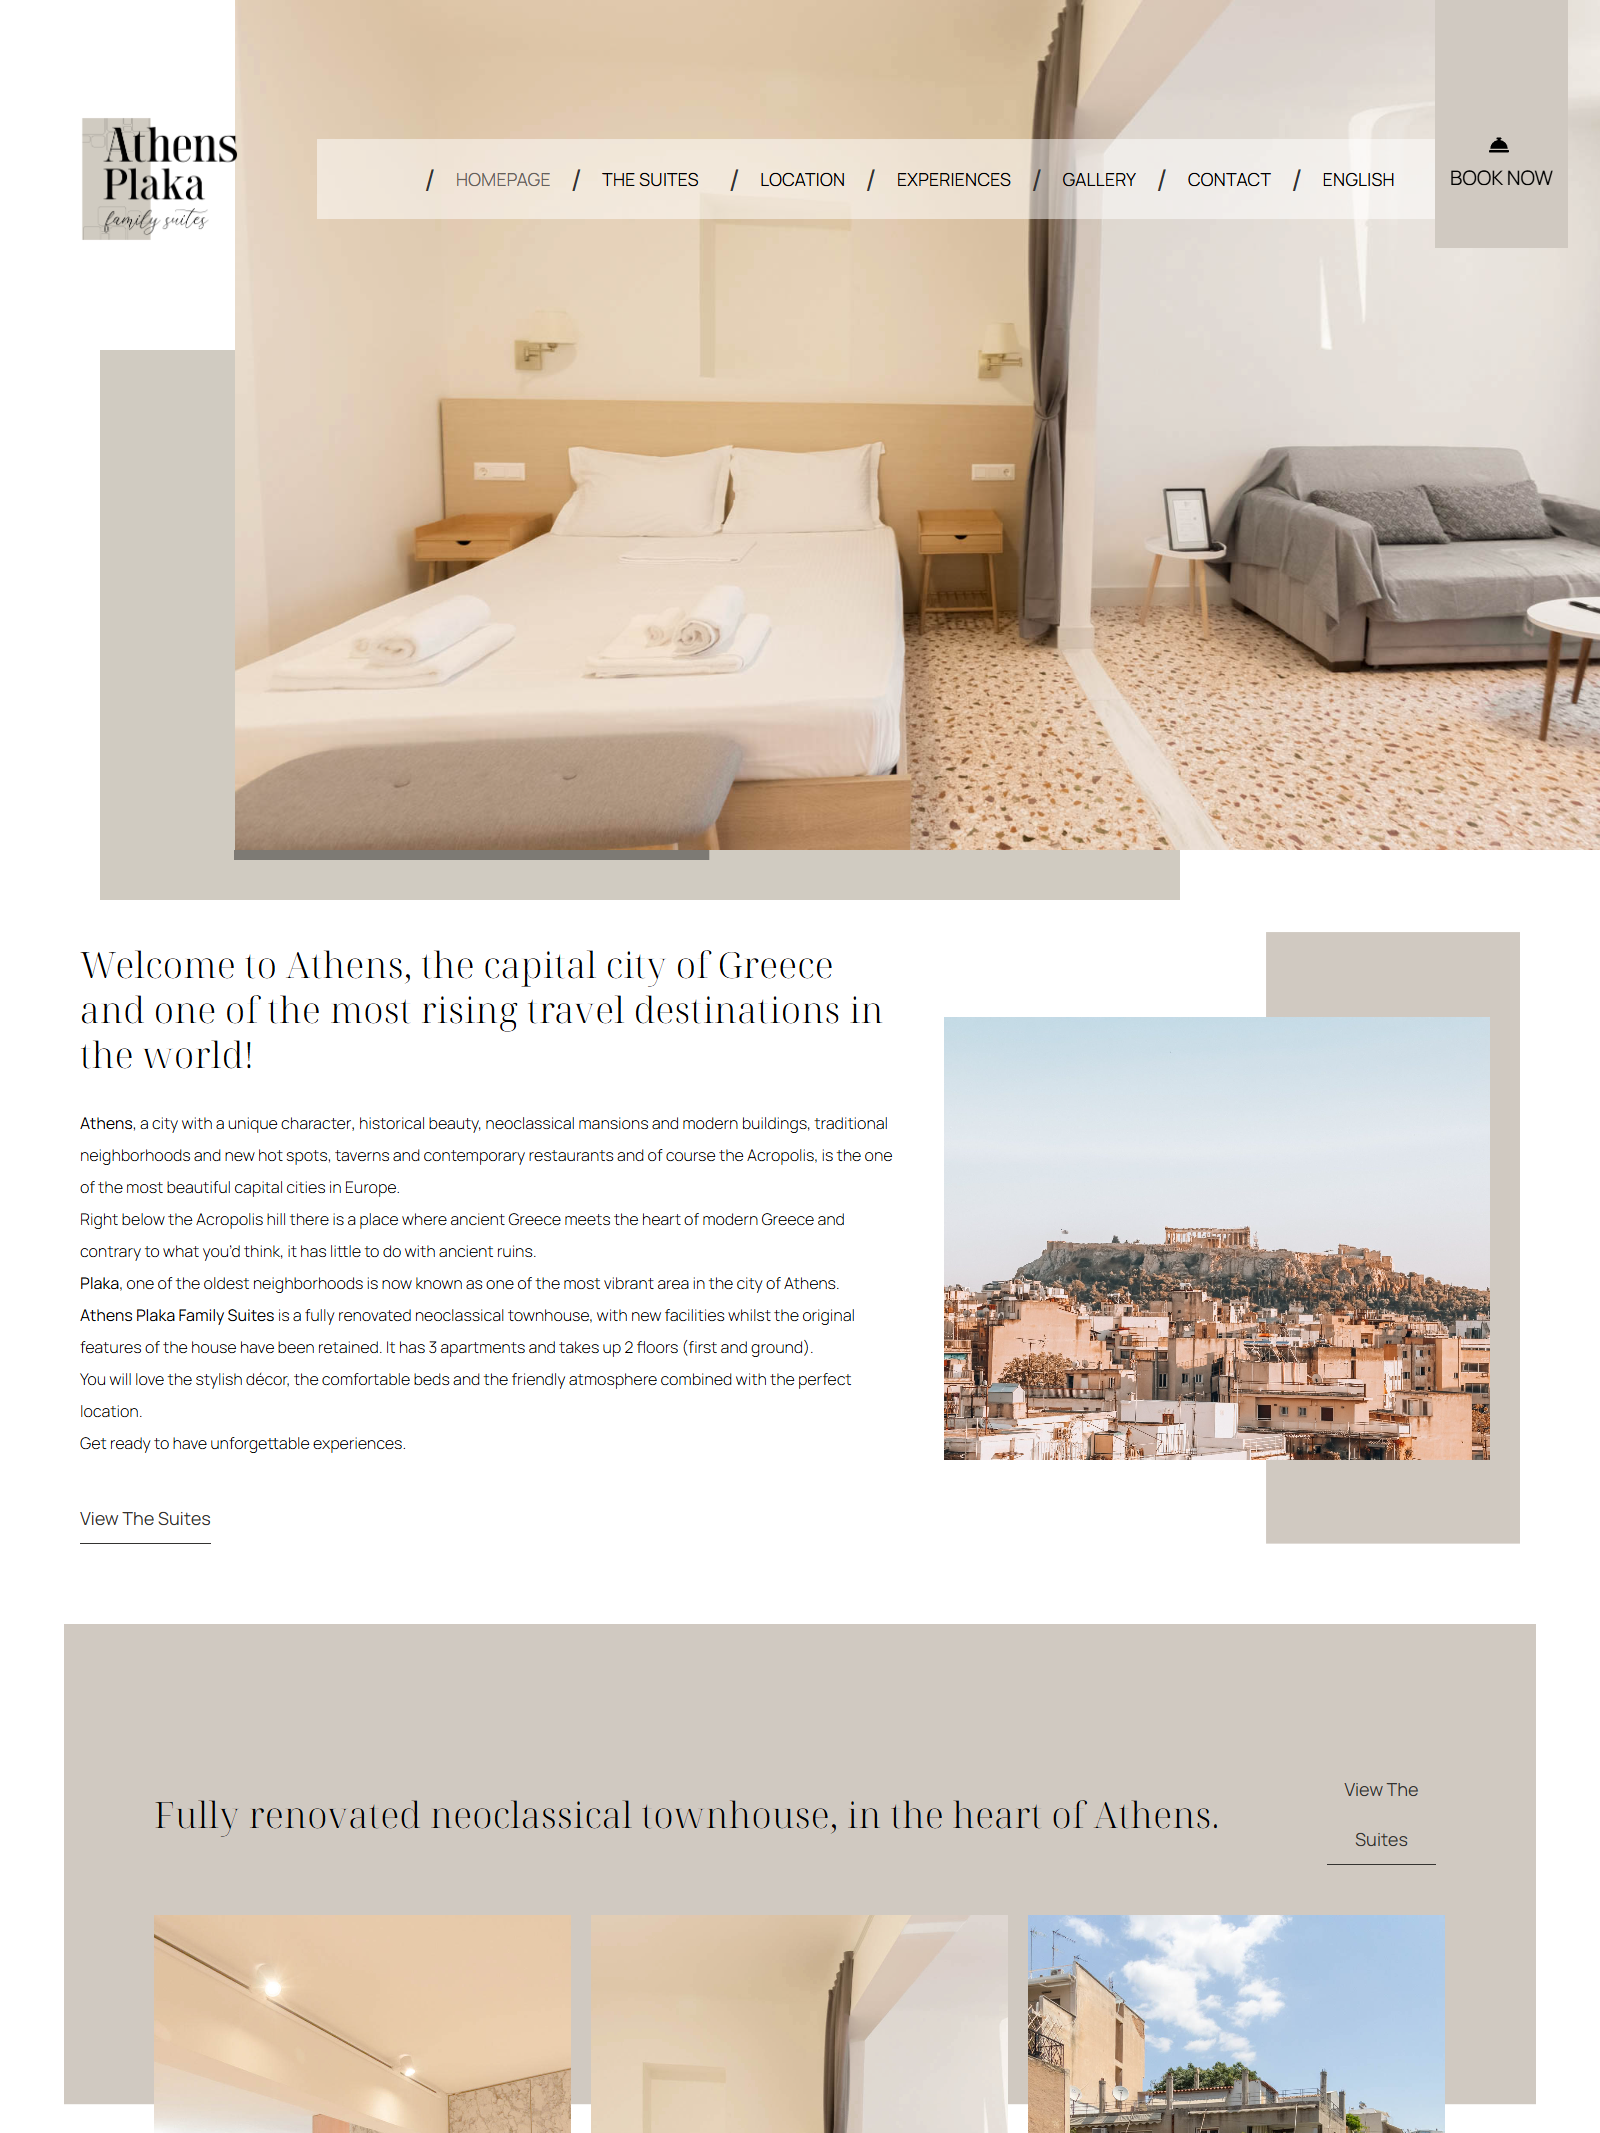 Athens
Plaka
family suites
/ HOMEPAGE / THE SUITES / LOCATION / EXPERIENCES / GALLERY / CONTACT / ENGLISH
BOOK NOW
Welcome to Athens, the capital city of Greece
and one of the most rising travel destinations in
the world!
Athens, a city with a unique character, historical beauty, neoclassical mansions and modern buildings, traditional
neighborhoods and new hot spots, taverns and contemporary restaurants and of course the Acropolis, is the one
of the most beautiful capital cities in Europe.
Right below the Acropolis hill there is a place where ancient Greece meets the heart of modern Greece and
contrary to what you'd think, it has little to do with ancient ruins.
Plaka, one of the oldest neighborhoods is now known as one of the most vibrant area in the city of Athens.
Athens Plaka Family Suites is a fully renovated neoclassical townhouse, with new facilities whilst the original
features of the house have been retained. It has 3 apartments and takes up 2 floors (first and ground).
You will love the stylish décor, the comfortable beds and the friendly atmosphere combined with the perfect
location.
Get ready to have unforgettable experiences.
View The Suites
Fully renovated neoclassical townhouse, in the heart of Athens.
View The
Suites